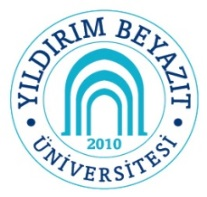 · YILDIRIM BEYAZIT ·
ÜNİVERSİTESİ
2010